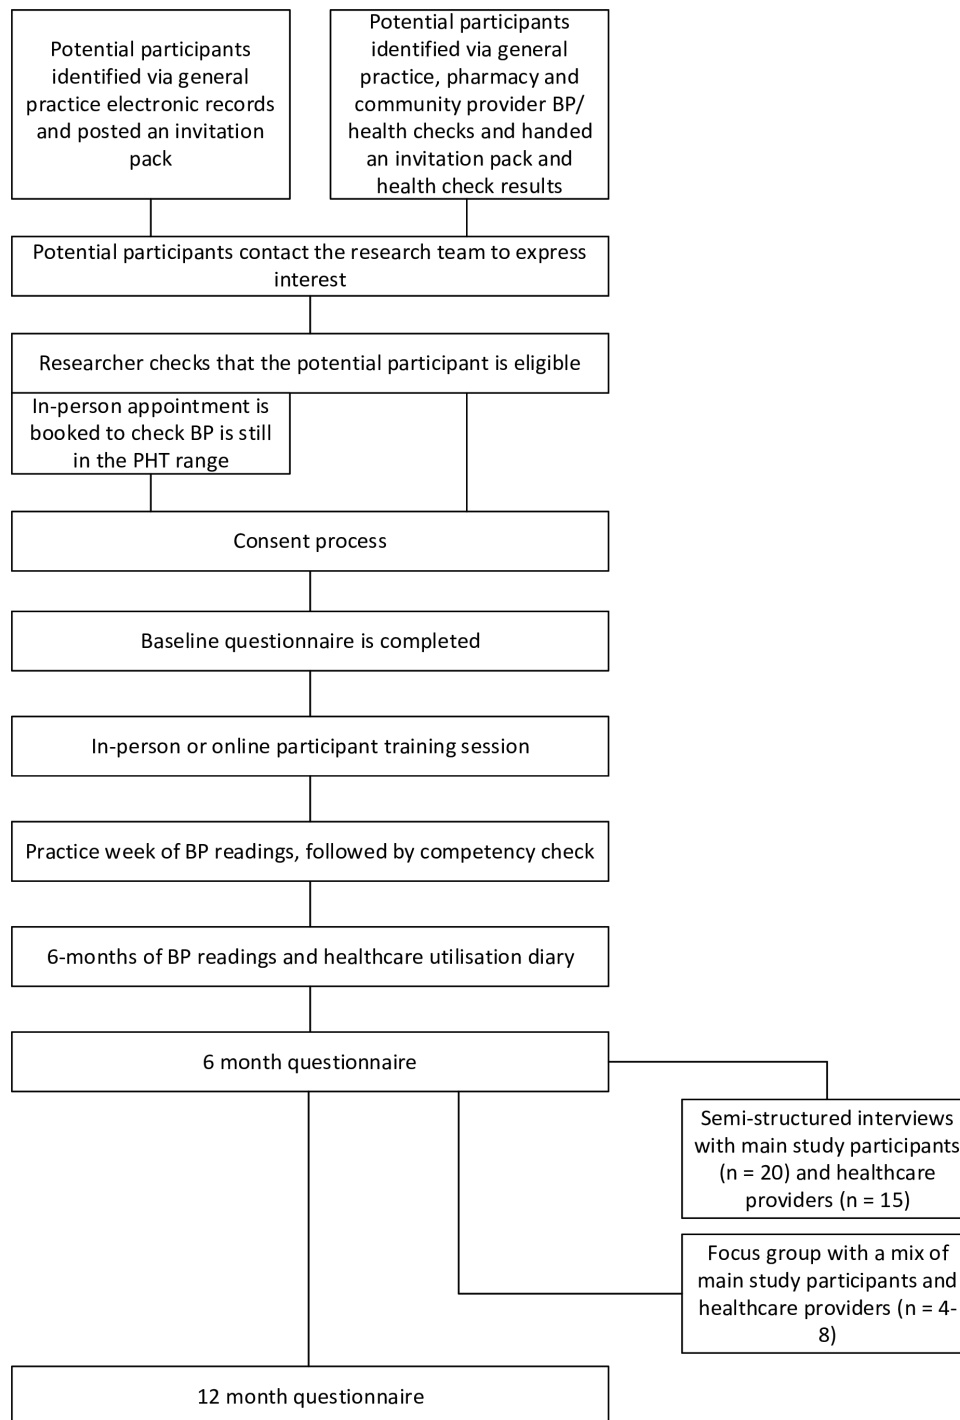 Potential participants
identified via general
practice electronic records
and posted an invitation
pack
Potential participants
identified via general
practice, pharmacy and
community provider BP/
health checks and handed
an invitation pack and
health check results
Potential participants contact the research team to express
interest
Researcher checks that the potential participant is eligible
In-person appointment is
booked to check BP is still
in the PHT range
Consent process
Baseline questionnaire is completed
In-person or online participant training session
Practice week of BP readings, followed by competency check
6-months of BP readings and healthcare utilisation diary
6 month questionnaire
Semi-structured interviews
with main study participants
(n = 20) and healthcare
providers (n = 15)
Focus group with a mix of
main study participants and
healthcare providers (n = 4-
8)
12 month questionnaire